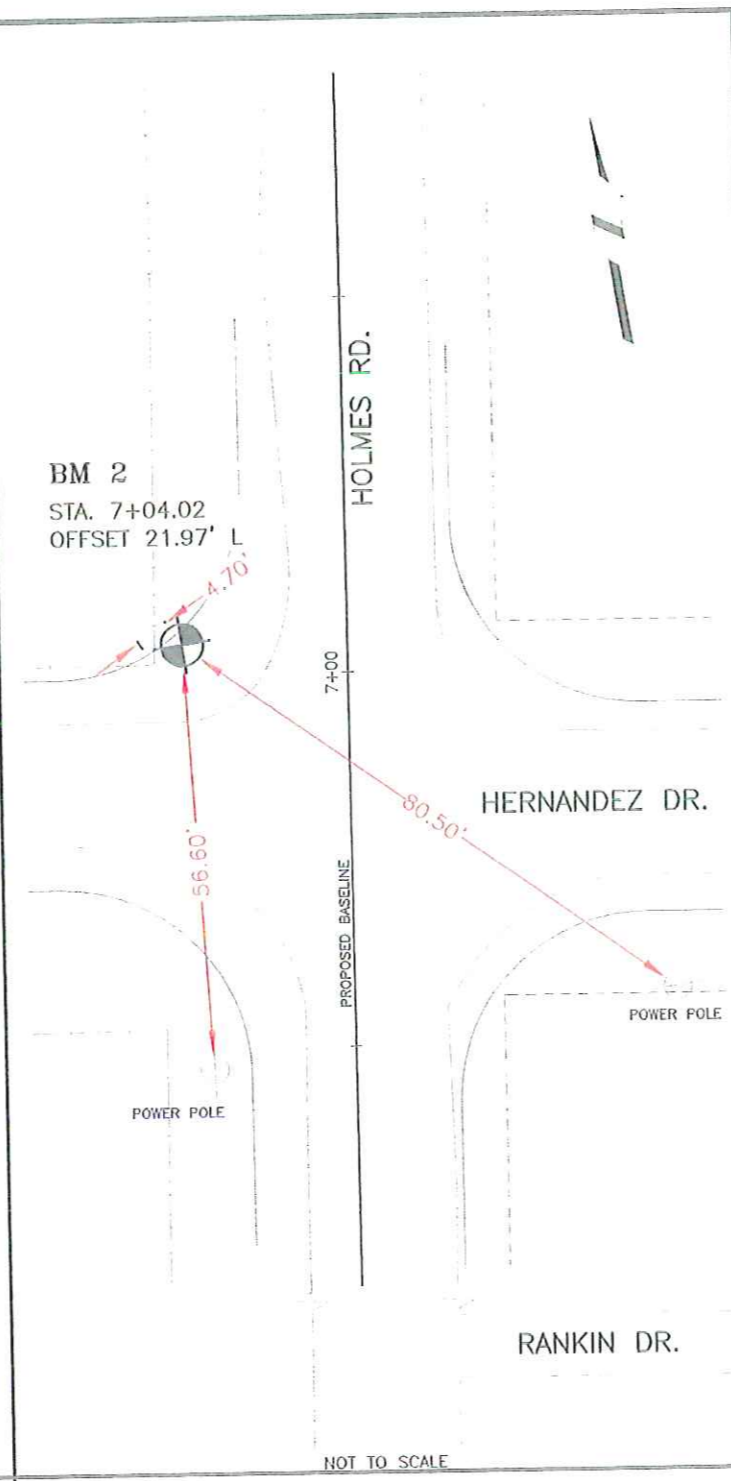 HOLMES RD.
BM 2
STA. 7+04.02
OFFSET 21.97' L
4.70'
7+00
HERNANDEZ DR.
80.50'
56.60'
PROPOSED BASELINE
POWER POLE
POWER POLE
RANKIN DR.
NOT TO SCALE